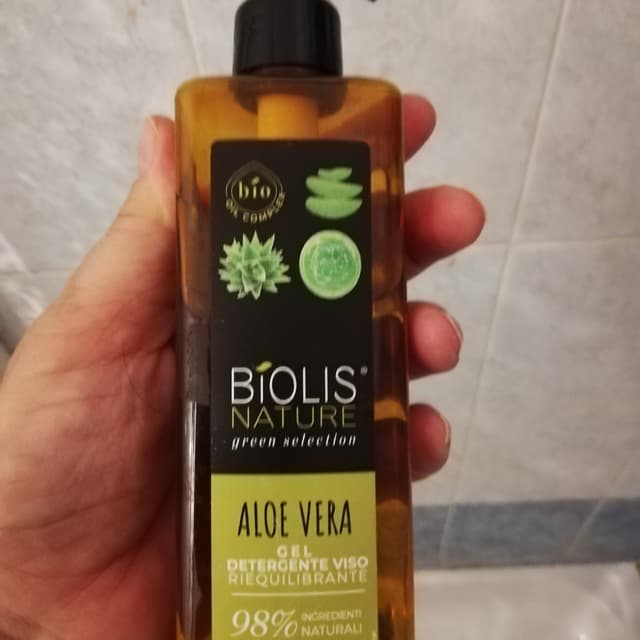 bio
OIL COMPLEX
BIOLIS®
NATURE
green selection
ALOE VERA
GEL
DETERGENTE VISO
RIEQUILIBRANTE
98% INGREDIENTI
NATURALI